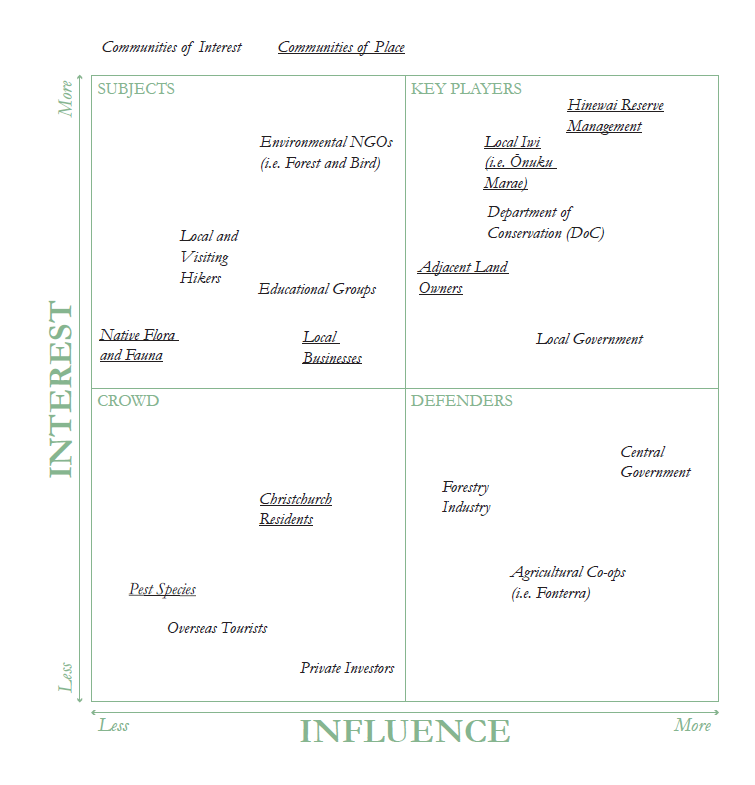 Communities of Interest
Communities of Place
More
SUBJECTS
Environmental NGOs
(i.e. Forest and Bird)
Local and
Visiting
Hikers
Educational Groups
Native Flora
and Fauna
Local
Businesses
KEY PLAYERS
Hinewai Reserve
Management
Local Iwi
(i.e. Ōnuku
Marae)
Department of
Conservation (DoC)
Adjacent Land
Owners
Local Government
INTEREST
CROWD
Christchurch
Residents
Pest Species
Overseas Tourists
Private Investors
DEFENDERS
Central
Government
Forestry
Industry
Agricultural Co-ops
(i.e. Fonterra)
Less
Less
INFLUENCE
More